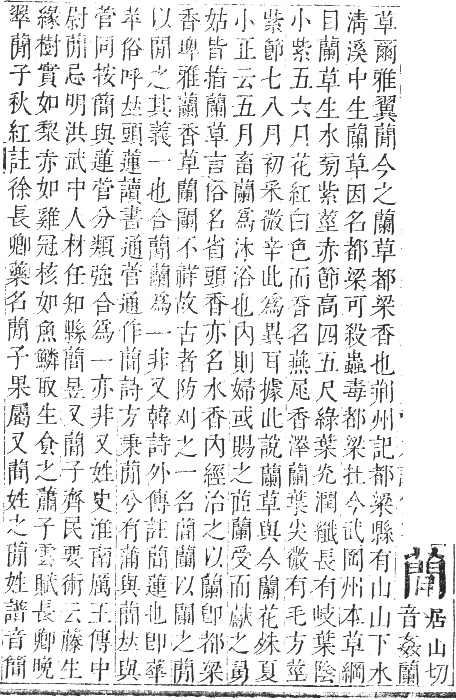 蕑
居山切
音姦蘭
草爾雅翼蕑今之蘭草都梁香也荊州記都梁縣有山山下水
清溪中生蘭草因名都梁可殺蟲毒都梁在今武岡州本草綱
目蘭草生水旁紫莖赤節高四五尺綠葉光潤纖長有岐葉陰
小紫五六月花紅白色而香名燕尾香澤蘭葉尖微有毛方莖
紫節七八月初采微辛此爲異耳據此說蘭草與今蘭花殊夏
小正云五月畜蘭爲沐浴也內則婦或賜之茝蘭受而獻之舅
姑皆指蘭草言俗名省頭香亦名水香內經治之以蘭卽都梁
香埤雅蘭香草蘭闌不祥故古者防刈之一名蕑蘭以闌之蕑
以閒之其義一也合蕑蘭爲一非又韓詩外傳註蕑蓮也卽華
苹俗呼𠀤頭蓮讀書通菅通作蕑詩方秉蕑兮有蒲與蕑𠀤與
菅同按蕑與蓮菅分類強合爲一亦非又姓史淮南厲王傳中
尉蕑忌明洪武中人材任知縣蕑昱又蕑子齊民要術云藤生
緣樹實如梨赤如雞冠核如魚鱗取生食之蕭子雲賦長卿晚
翠蕑子秋紅註徐長卿藥名蕑子果屬又蕑姓之蕑姓譜音簡